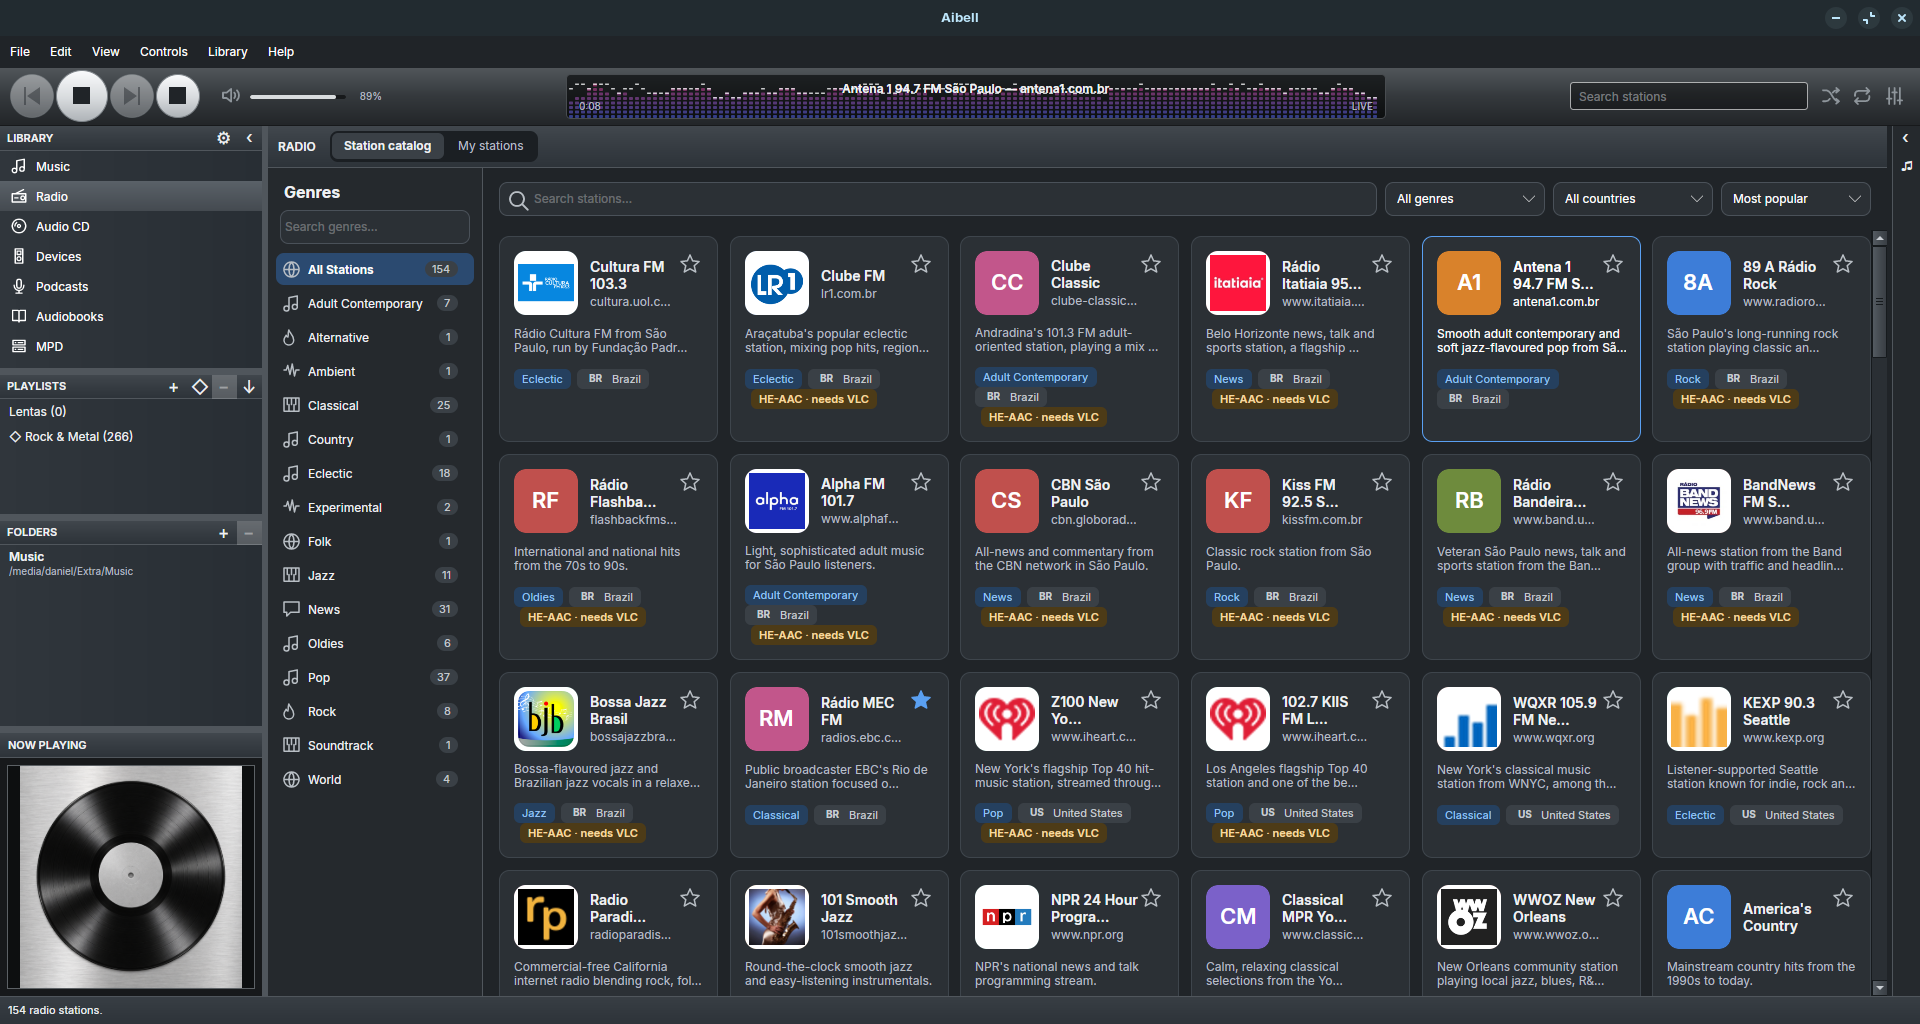 Aibell
File Edit View Controls Library Help
89%
Antena 1 94.7 FM São Paulo — antena1.com.br
0:08 LIVE
Search stations
LIBRARY
Music
Radio
Audio CD
Devices
Podcasts
Audiobooks
MPD
PLAYLISTS
Lentas (0)
Rock & Metal (266)
FOLDERS
Music
/media/daniel/Extra/Music
NOW PLAYING
RADIO Station catalog My stations
Genres
Search genres...
All Stations 154
Adult Contemporary 7
Alternative 1
Ambient 1
Classical 25
Country 1
Eclectic 18
Experimental 2
Folk 1
Jazz 11
News 31
Oldies 6
Pop 37
Rock 8
Soundtrack 1
World 4
Search stations... All genres All countries Most popular
Cultura FM
103.3
cultura.uol.c...
Rádio Cultura FM from São
Paulo, run by Fundação Padr...
Eclectic BR Brazil
LR1
Clube FM
lr1.com.br
Araçatuba's popular eclectic
station, mixing pop hits, region...
Eclectic BR Brazil
HE-AAC · needs VLC
CC
Clube
Classic
clube-classic...
Andradina's 101.3 FM adult-
oriented station, playing a mix ...
Adult Contemporary
BR Brazil
HE-AAC · needs VLC
itatiaia
Rádio
Itatiaia 95...
www.itatiaia....
Belo Horizonte news, talk and
sports station, a flagship ...
News BR Brazil
HE-AAC · needs VLC
A1
Antena 1
94.7 FM S...
antena1.com.br
Smooth adult contemporary and
soft jazz-flavoured pop from Sã...
Adult Contemporary
BR Brazil
8A
89 A Rádio
Rock
www.radioro...
São Paulo's long-running rock
station playing classic an...
Rock BR Brazil
HE-AAC · needs VLC
RF
Rádio
Flashba...
flashbackfms...
International and national hits
from the 70s to 90s.
Oldies BR Brazil
HE-AAC · needs VLC
alpha
FM 101.7
Alpha FM
101.7
www.alphaf...
Light, sophisticated adult music
for São Paulo listeners.
Adult Contemporary
BR Brazil
HE-AAC · needs VLC
CS
CBN São
Paulo
cbn.globorad...
All-news and commentary from
the CBN network in São Paulo.
News BR Brazil
HE-AAC · needs VLC
KF
Kiss FM
92.5 S...
kissfm.com.br
Classic rock station from São
Paulo.
Rock BR Brazil
HE-AAC · needs VLC
RB
Rádio
Bandeira...
www.band.u...
Veteran São Paulo news, talk and
sports station from the Ban...
News BR Brazil
HE-AAC · needs VLC
RÁDIO
BAND
NEWS
96.9 FM
BandNews
FM S...
www.band.u...
All-news station from the Band
group with traffic and headlin...
News BR Brazil
HE-AAC · needs VLC
bjb
Bossa Jazz
Brasil
bossajazzbra...
Bossa-flavoured jazz and
Brazilian jazz vocals in a relaxe...
Jazz BR Brazil
HE-AAC · needs VLC
RM
Rádio MEC
FM
radios.ebc.c...
Public broadcaster EBC's Rio de
Janeiro station focused o...
Classical BR Brazil
Z100 New
Yo...
www.iheart.c...
New York's flagship Top 40 hit-
music station, streamed throug...
Pop US United States
HE-AAC · needs VLC
102.7 KIIS
FM L...
www.iheart.c...
Los Angeles flagship Top 40
station and one of the be...
Pop US United States
HE-AAC · needs VLC
WQXR 105.9
FM Ne...
www.wqxr.org
New York's classical music
station from WNYC, among th...
Classical US United States
KEXP 90.3
Seattle
www.kexp.org
Listener-supported Seattle
station known for indie, rock an...
Eclectic US United States
rp
Radio
Paradi...
radioparadis...
Commercial-free California
internet radio blending rock, fol...
101 Smooth
Jazz
101smoothjaz...
Round-the-clock smooth jazz
and easy-listening instrumentals.
npr
NPR 24 Hour
Progra...
www.npr.org
NPR's national news and talk
programming stream.
CM
Classical
MPR Yo...
www.classic...
Calm, relaxing classical
selections from the Yo...
WWOZ
WWOZ New
Orleans
www.wwoz.o...
New Orleans community station
playing local jazz, blues, R&...
AC
America's
Country
Mainstream country hits from the
1990s to today.
154 radio stations.